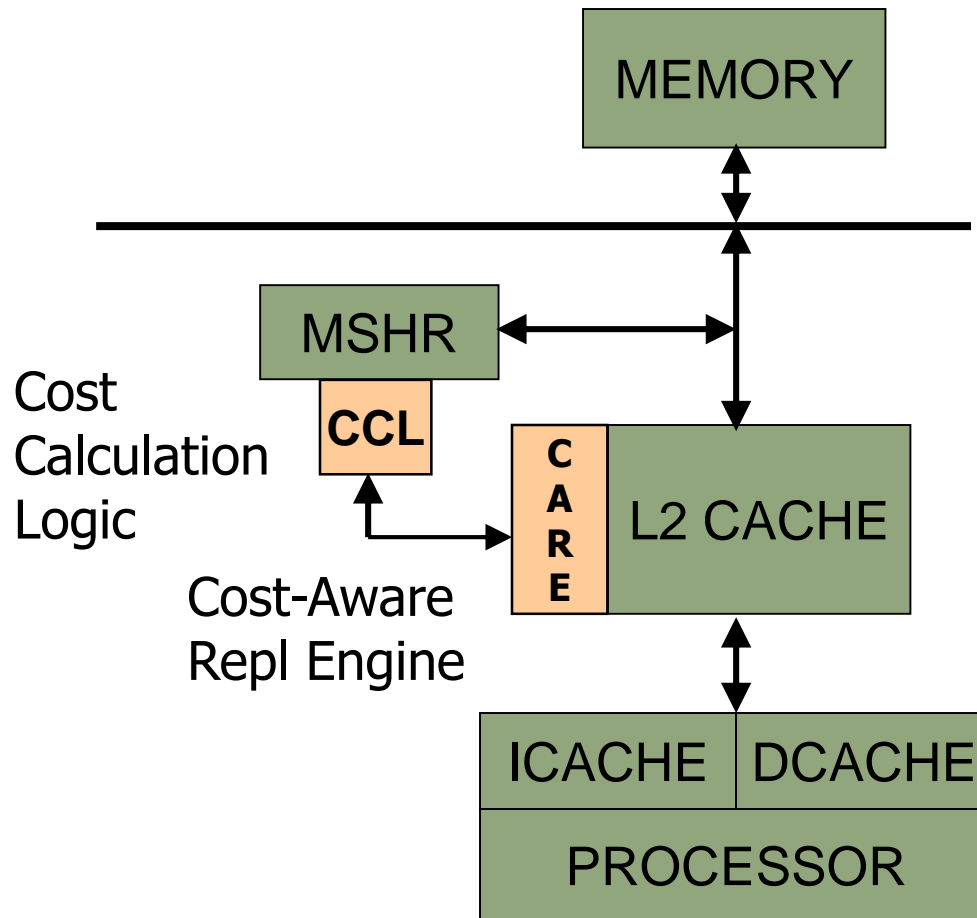 MEMORY
MSHR
Cost
Calculation
Logic
CCL
C
A
R
E
L2 CACHE
Cost-Aware
Repl Engine
ICACHE
DCACHE
PROCESSOR